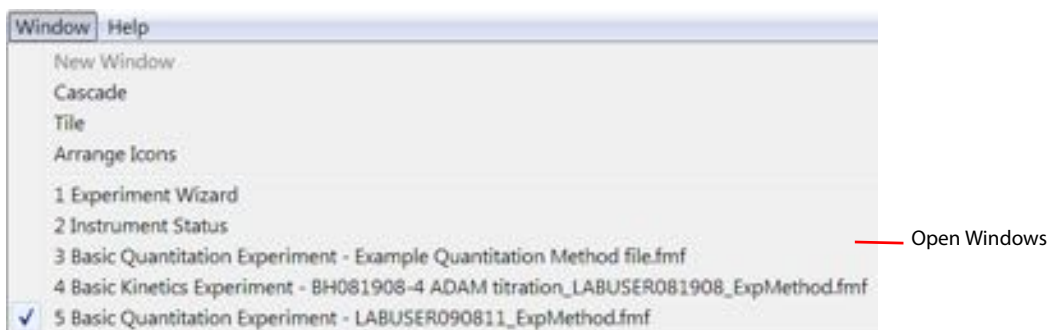 Window Help
New Window
Cascade
Tile
Arrange Icons
1 Experiment Wizard
2 Instrument Status
3 Basic Quantitation Experiment - Example Quantitation Method file.fmf
Open Windows
4 Basic Kinetics Experiment - BH081908-4 ADAM titration_LABUSER081908_ExpMethod.fmf
5 Basic Quantitation Experiment - LABUSER090811_ExpMethod.fmf